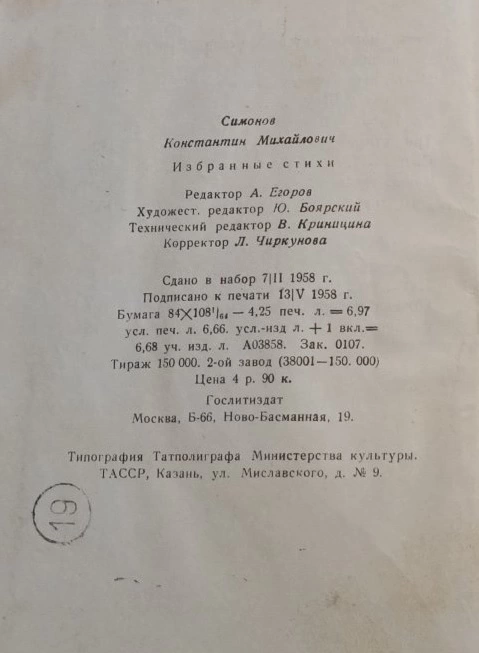 Симонов
Константин Михайлович
Избранные стихи
Редактор А. Егоров
Художест. редактор Ю. Боярский
Технический редактор В. Криницина
Корректор Л. Чиркунова
Сдано в набор 7|II 1958 г.
Подписано к печати 13|V 1958 г.
Бумага 84×108¹|₆₄ — 4,25 печ. л. = 6,97
усл. печ. л. 6,66. усл.-изд л. + 1 вкл.=
6,68 уч. изд. л. А03858. Зак. 0107.
Тираж 150 000. 2-ой завод (38001—150. 000)
Цена 4 р. 90 к.
Гослитиздат
Москва, Б-66, Ново-Басманная, 19.
Типография Татполиграфа Министерства культуры.
ТАССР, Казань, ул. Миславского, д. № 9.
19